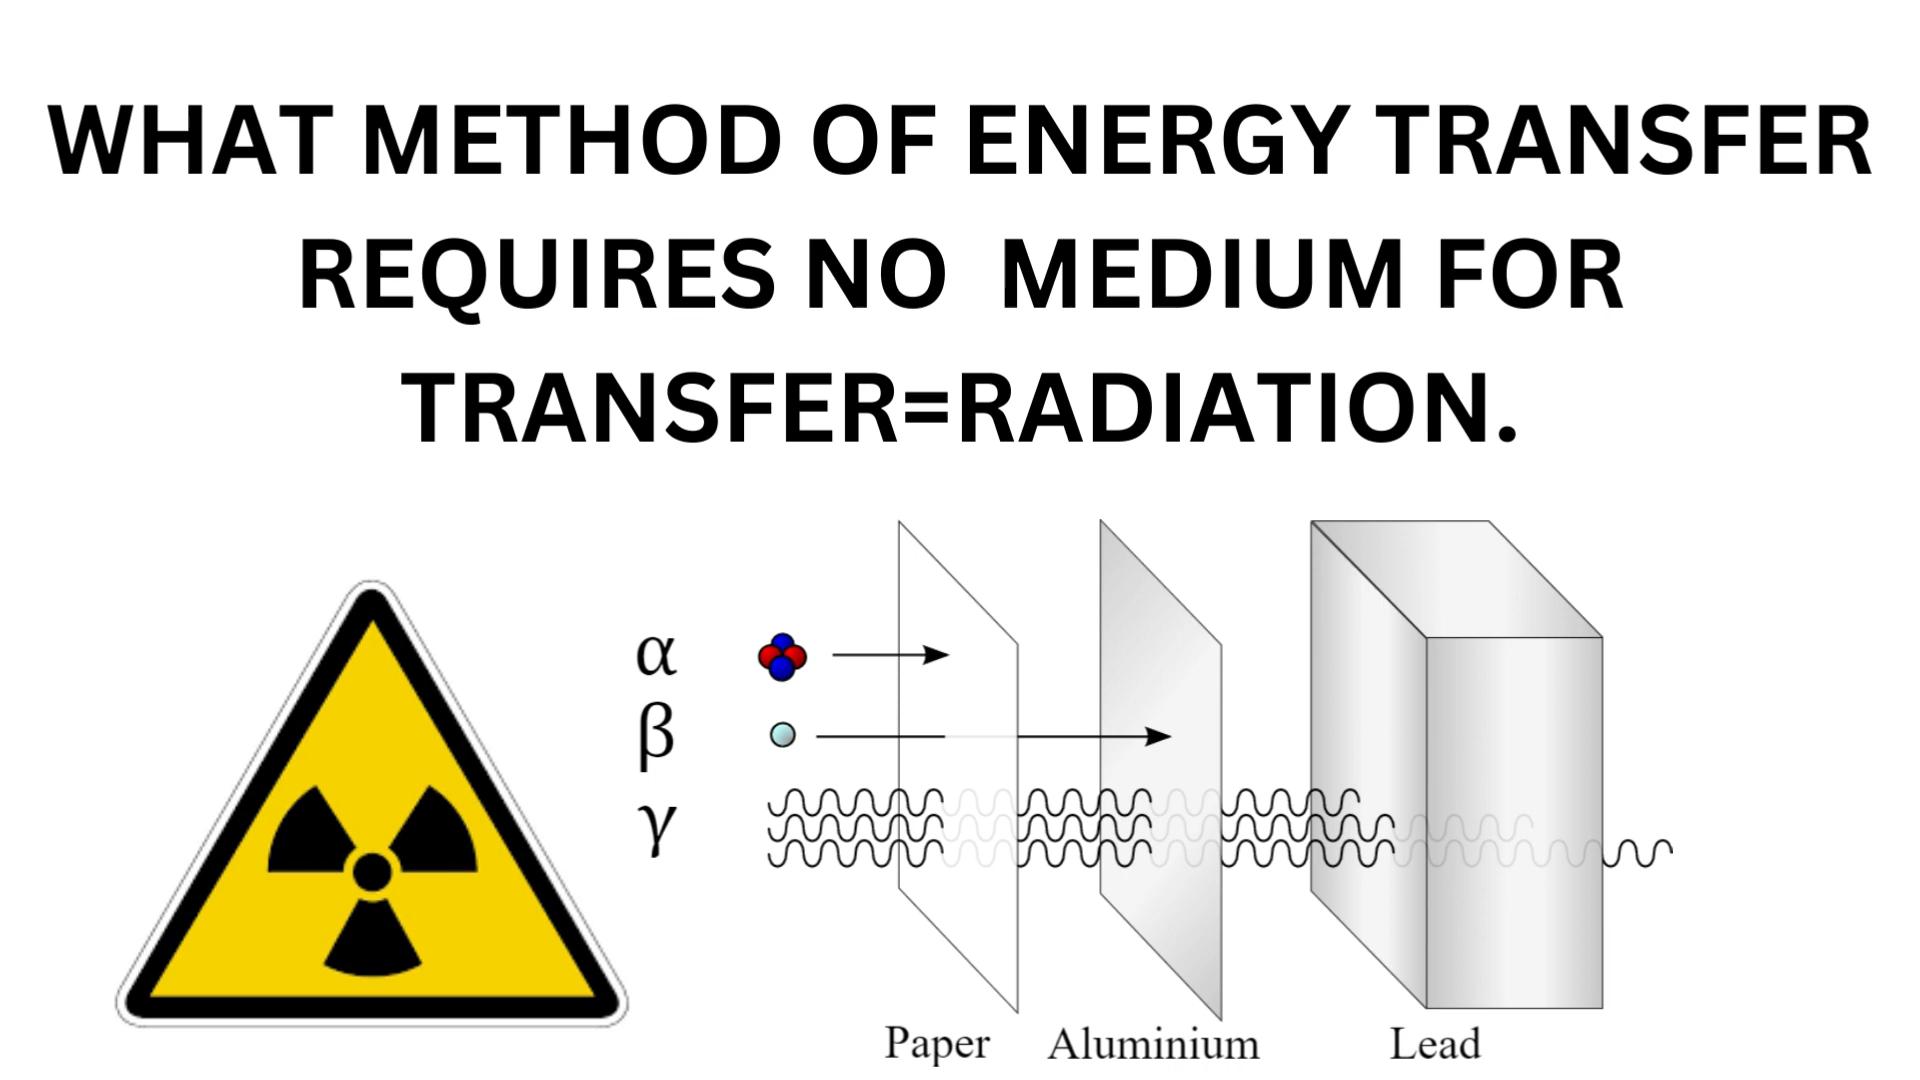 WHAT METHOD OF ENERGY TRANSFER
REQUIRES NO MEDIUM FOR
TRANSFER=RADIATION.
α
β
γ
Paper Aluminium Lead